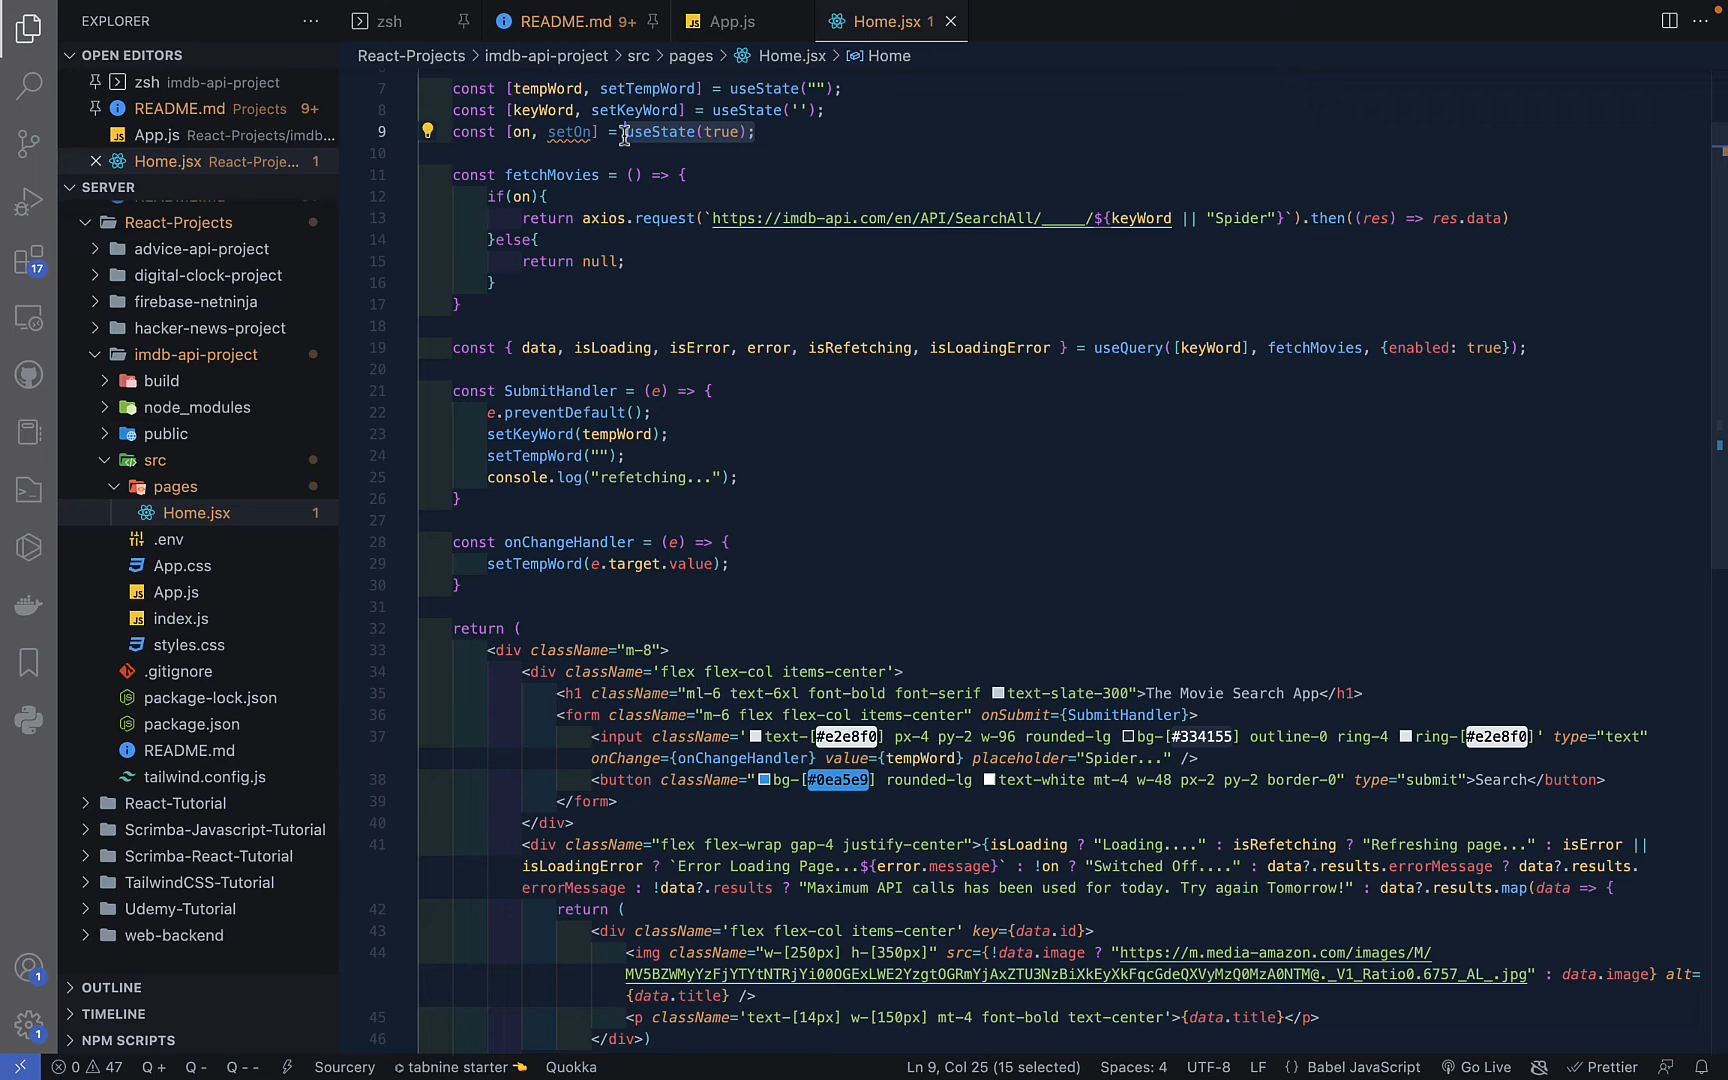 EXPLORER
zsh
README.md 9+
App.js
Home.jsx 1
OPEN EDITORS
zsh imdb-api-project
README.md Projects 9+
App.js React-Projects/imdb...
Home.jsx React-Proje... 1
SERVER
React-Projects
advice-api-project
digital-clock-project
firebase-netninja
hacker-news-project
imdb-api-project
build
node_modules
public
src
pages
Home.jsx 1
.env
App.css
App.js
index.js
styles.css
.gitignore
package-lock.json
package.json
README.md
tailwind.config.js
React-Tutorial
Scrimba-Javascript-Tutorial
Scrimba-React-Tutorial
TailwindCSS-Tutorial
Udemy-Tutorial
web-backend
OUTLINE
TIMELINE
NPM SCRIPTS
17
1
1
React-Projects > imdb-api-project > src > pages > Home.jsx > Home
7 const [tempWord, setTempWord] = useState("");
8 const [keyWord, setKeyWord] = useState('');
9 const [on, setOn] = useState(true);
10
11 const fetchMovies = () => {
12 if(on){
13 return axios.request(`https://imdb-api.com/en/API/SearchAll/_____/${keyWord || "Spider"}`).then((res) => res.data)
14 }else{
15 return null;
16 }
17 }
18
19 const { data, isLoading, isError, error, isRefetching, isLoadingError } = useQuery([keyWord], fetchMovies, {enabled: true});
20
21 const SubmitHandler = (e) => {
22 e.preventDefault();
23 setKeyWord(tempWord);
24 setTempWord("");
25 console.log("refetching...");
26 }
27
28 const onChangeHandler = (e) => {
29 setTempWord(e.target.value);
30 }
31
32 return (
33 <div className="m-8">
34 <div className='flex flex-col items-center'>
35 <h1 className="ml-6 text-6xl font-bold font-serif text-slate-300">The Movie Search App</h1>
36 <form className="m-6 flex flex-col items-center" onSubmit={SubmitHandler}>
37 <input className='text-[#e2e8f0] px-4 py-2 w-96 rounded-lg bg-[#334155] outline-0 ring-4 ring-[#e2e8f0]' type="text"
onChange={onChangeHandler} value={tempWord} placeholder="Spider..." />
38 <button className="bg-[#0ea5e9] rounded-lg text-white mt-4 w-48 px-2 py-2 border-0" type="submit">Search</button>
39 </form>
40 </div>
41 <div className="flex flex-wrap gap-4 justify-center">{isLoading ? "Loading...." : isRefetching ? "Refreshing page..." : isError ||
isLoadingError ? `Error Loading Page...${error.message}` : !on ? "Switched Off...." : data?.results.errorMessage ? data?.results.
errorMessage : !data?.results ? "Maximum API calls has been used for today. Try again Tomorrow!" : data?.results.map(data => {
42 return (
43 <div className='flex flex-col items-center' key={data.id}>
44 <img className="w-[250px] h-[350px]" src={!data.image ? "https://m.media-amazon.com/images/M/
MV5BZWMyYzFjYTYtNTRjYi00OGExLWE2YzgtOGRmYjAxZTU3NzBiXkEyXkFqcGdeQXVyMzQ0MzA0NTM@._V1_Ratio0.6757_AL_.jpg" : data.image} alt=
{data.title} />
45 <p className='text-[14px] w-[150px] mt-4 font-bold text-center'>{data.title}</p>
46 </div>)
0 47
Q +
Q -
Q - -
Sourcery
tabnine starter
Quokka
Ln 9, Col 25 (15 selected)
Spaces: 4
UTF-8
LF
{ } Babel JavaScript
Go Live
Prettier